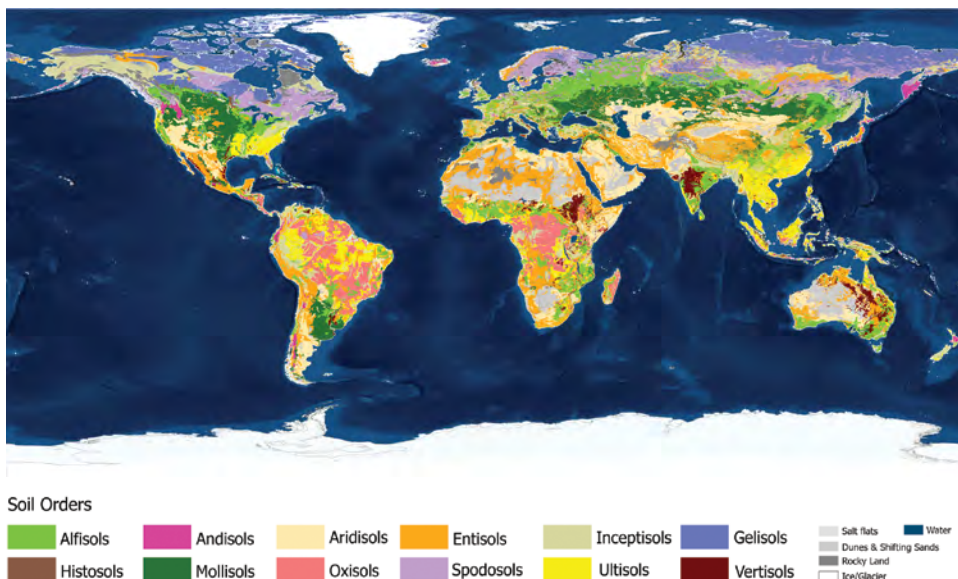 Soil Orders
Alfisols Andisols Aridisols Entisols Inceptisols Gelisols
Histosols Mollisols Oxisols Spodosols Ultisols Vertisols
Salt flats Water
Dunes & Shifting Sands
Rocky Land
Ice/Glacier